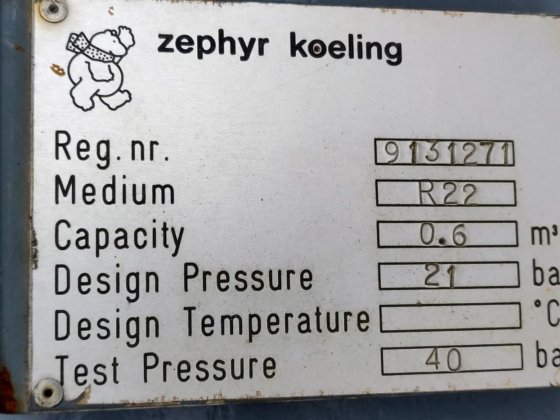 zephyr koeling
Reg. nr. 9131271
Medium R22
Capacity 0.6 m³
Design Pressure 21 ba
Design Temperature °C
Test Pressure 40 ba